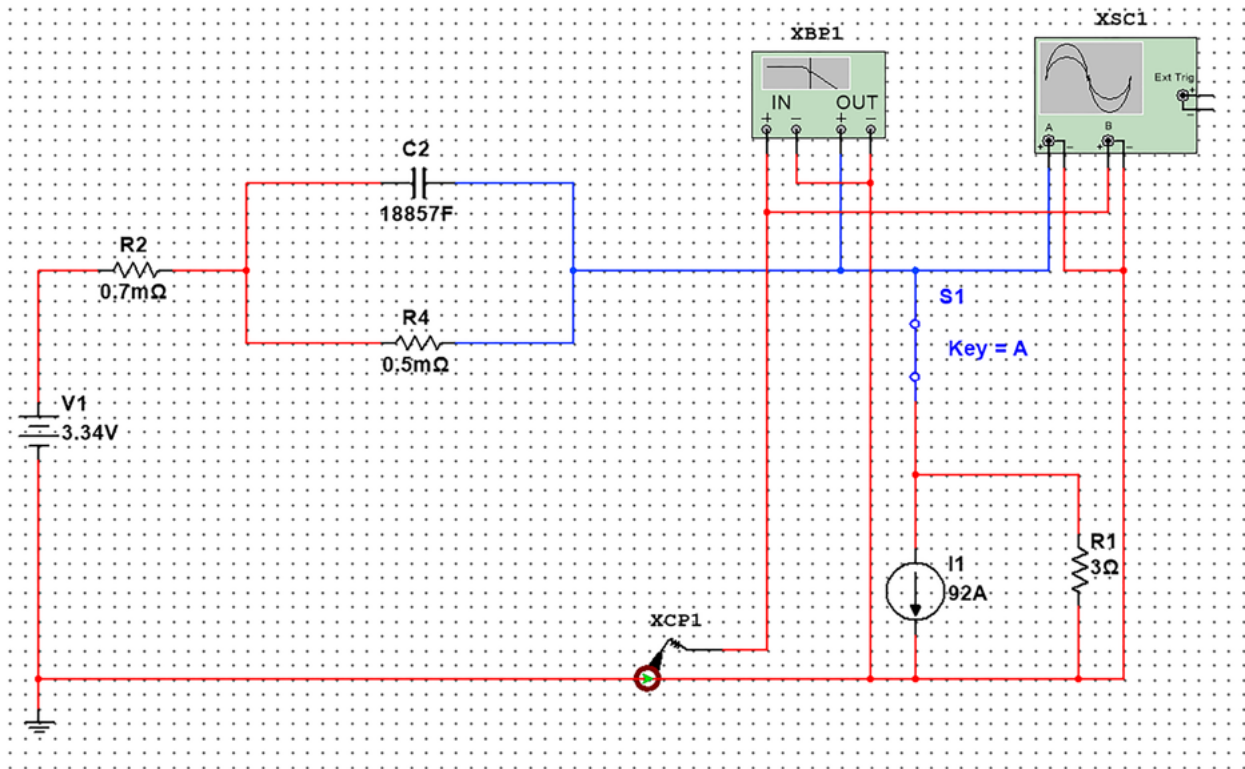 XBP1
XSC1
IN OUT
+ − + −
Ext Trig
+
−
A B
+ − + −
C2
18857F
R2
0.7mΩ
R4
0.5mΩ
S1
Key = A
V1
3.34V
R1
3Ω
I1
92A
XCP1